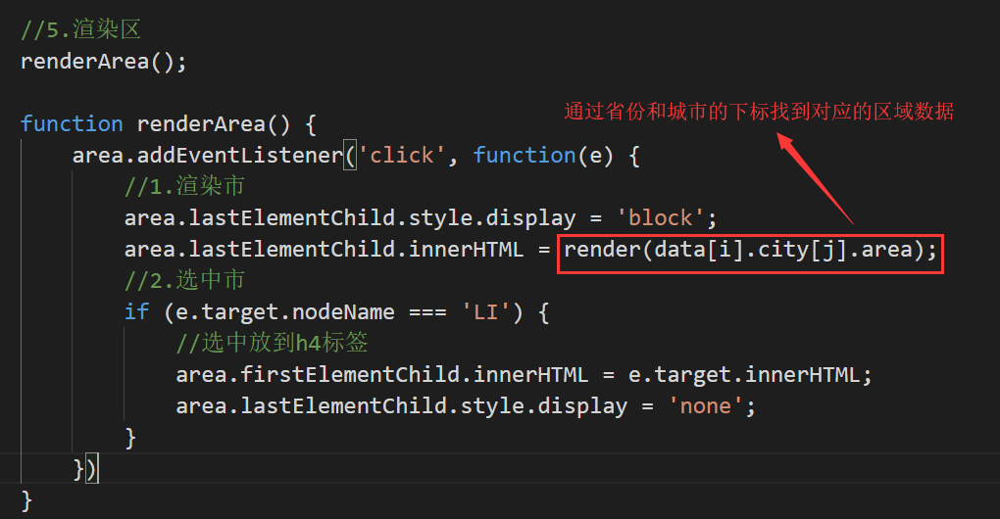 //5.渲染区
renderArea();
通过省份和城市的下标找到对应的区域数据
function renderArea() {
area.addEventListener('click', function(e) {
//1.渲染市
area.lastElementChild.style.display = 'block';
area.lastElementChild.innerHTML = render(data[i].city[j].area);
//2.选中市
if (e.target.nodeName === 'LI') {
//选中放到h4标签
area.firstElementChild.innerHTML = e.target.innerHTML;
area.lastElementChild.style.display = 'none';
}
})
}